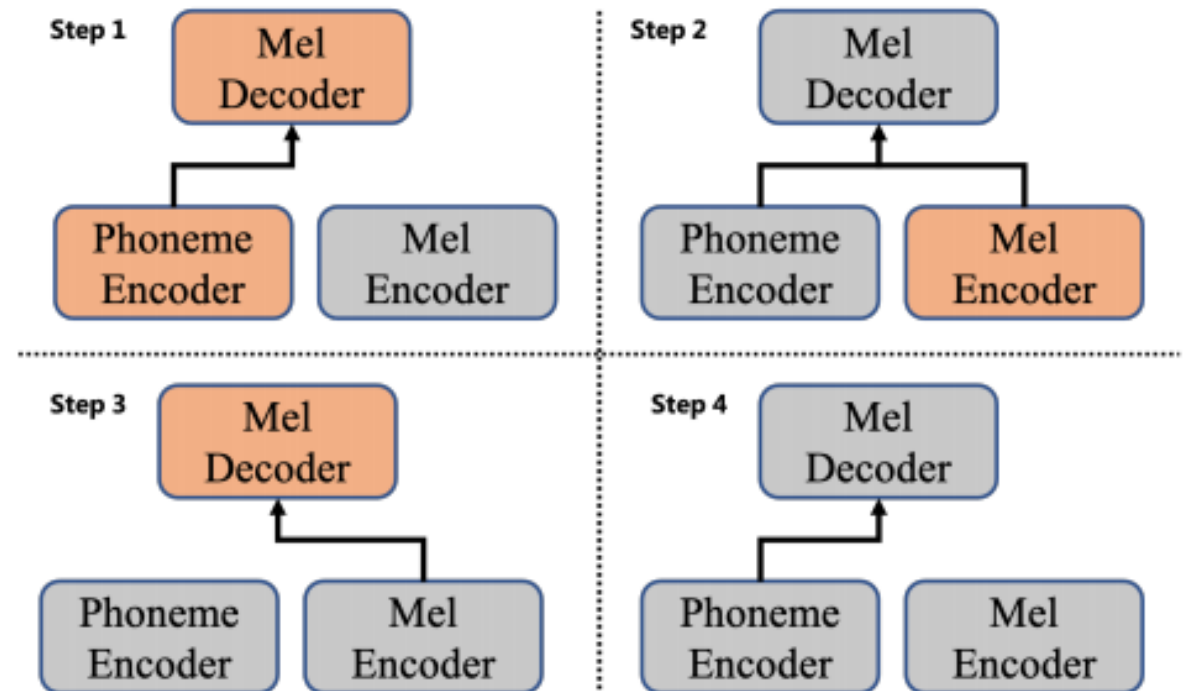 Step 1
Mel
Decoder
Phoneme
Encoder
Mel
Encoder
Step 2
Mel
Decoder
Phoneme
Encoder
Mel
Encoder
Step 3
Mel
Decoder
Phoneme
Encoder
Mel
Encoder
Step 4
Mel
Decoder
Phoneme
Encoder
Mel
Encoder